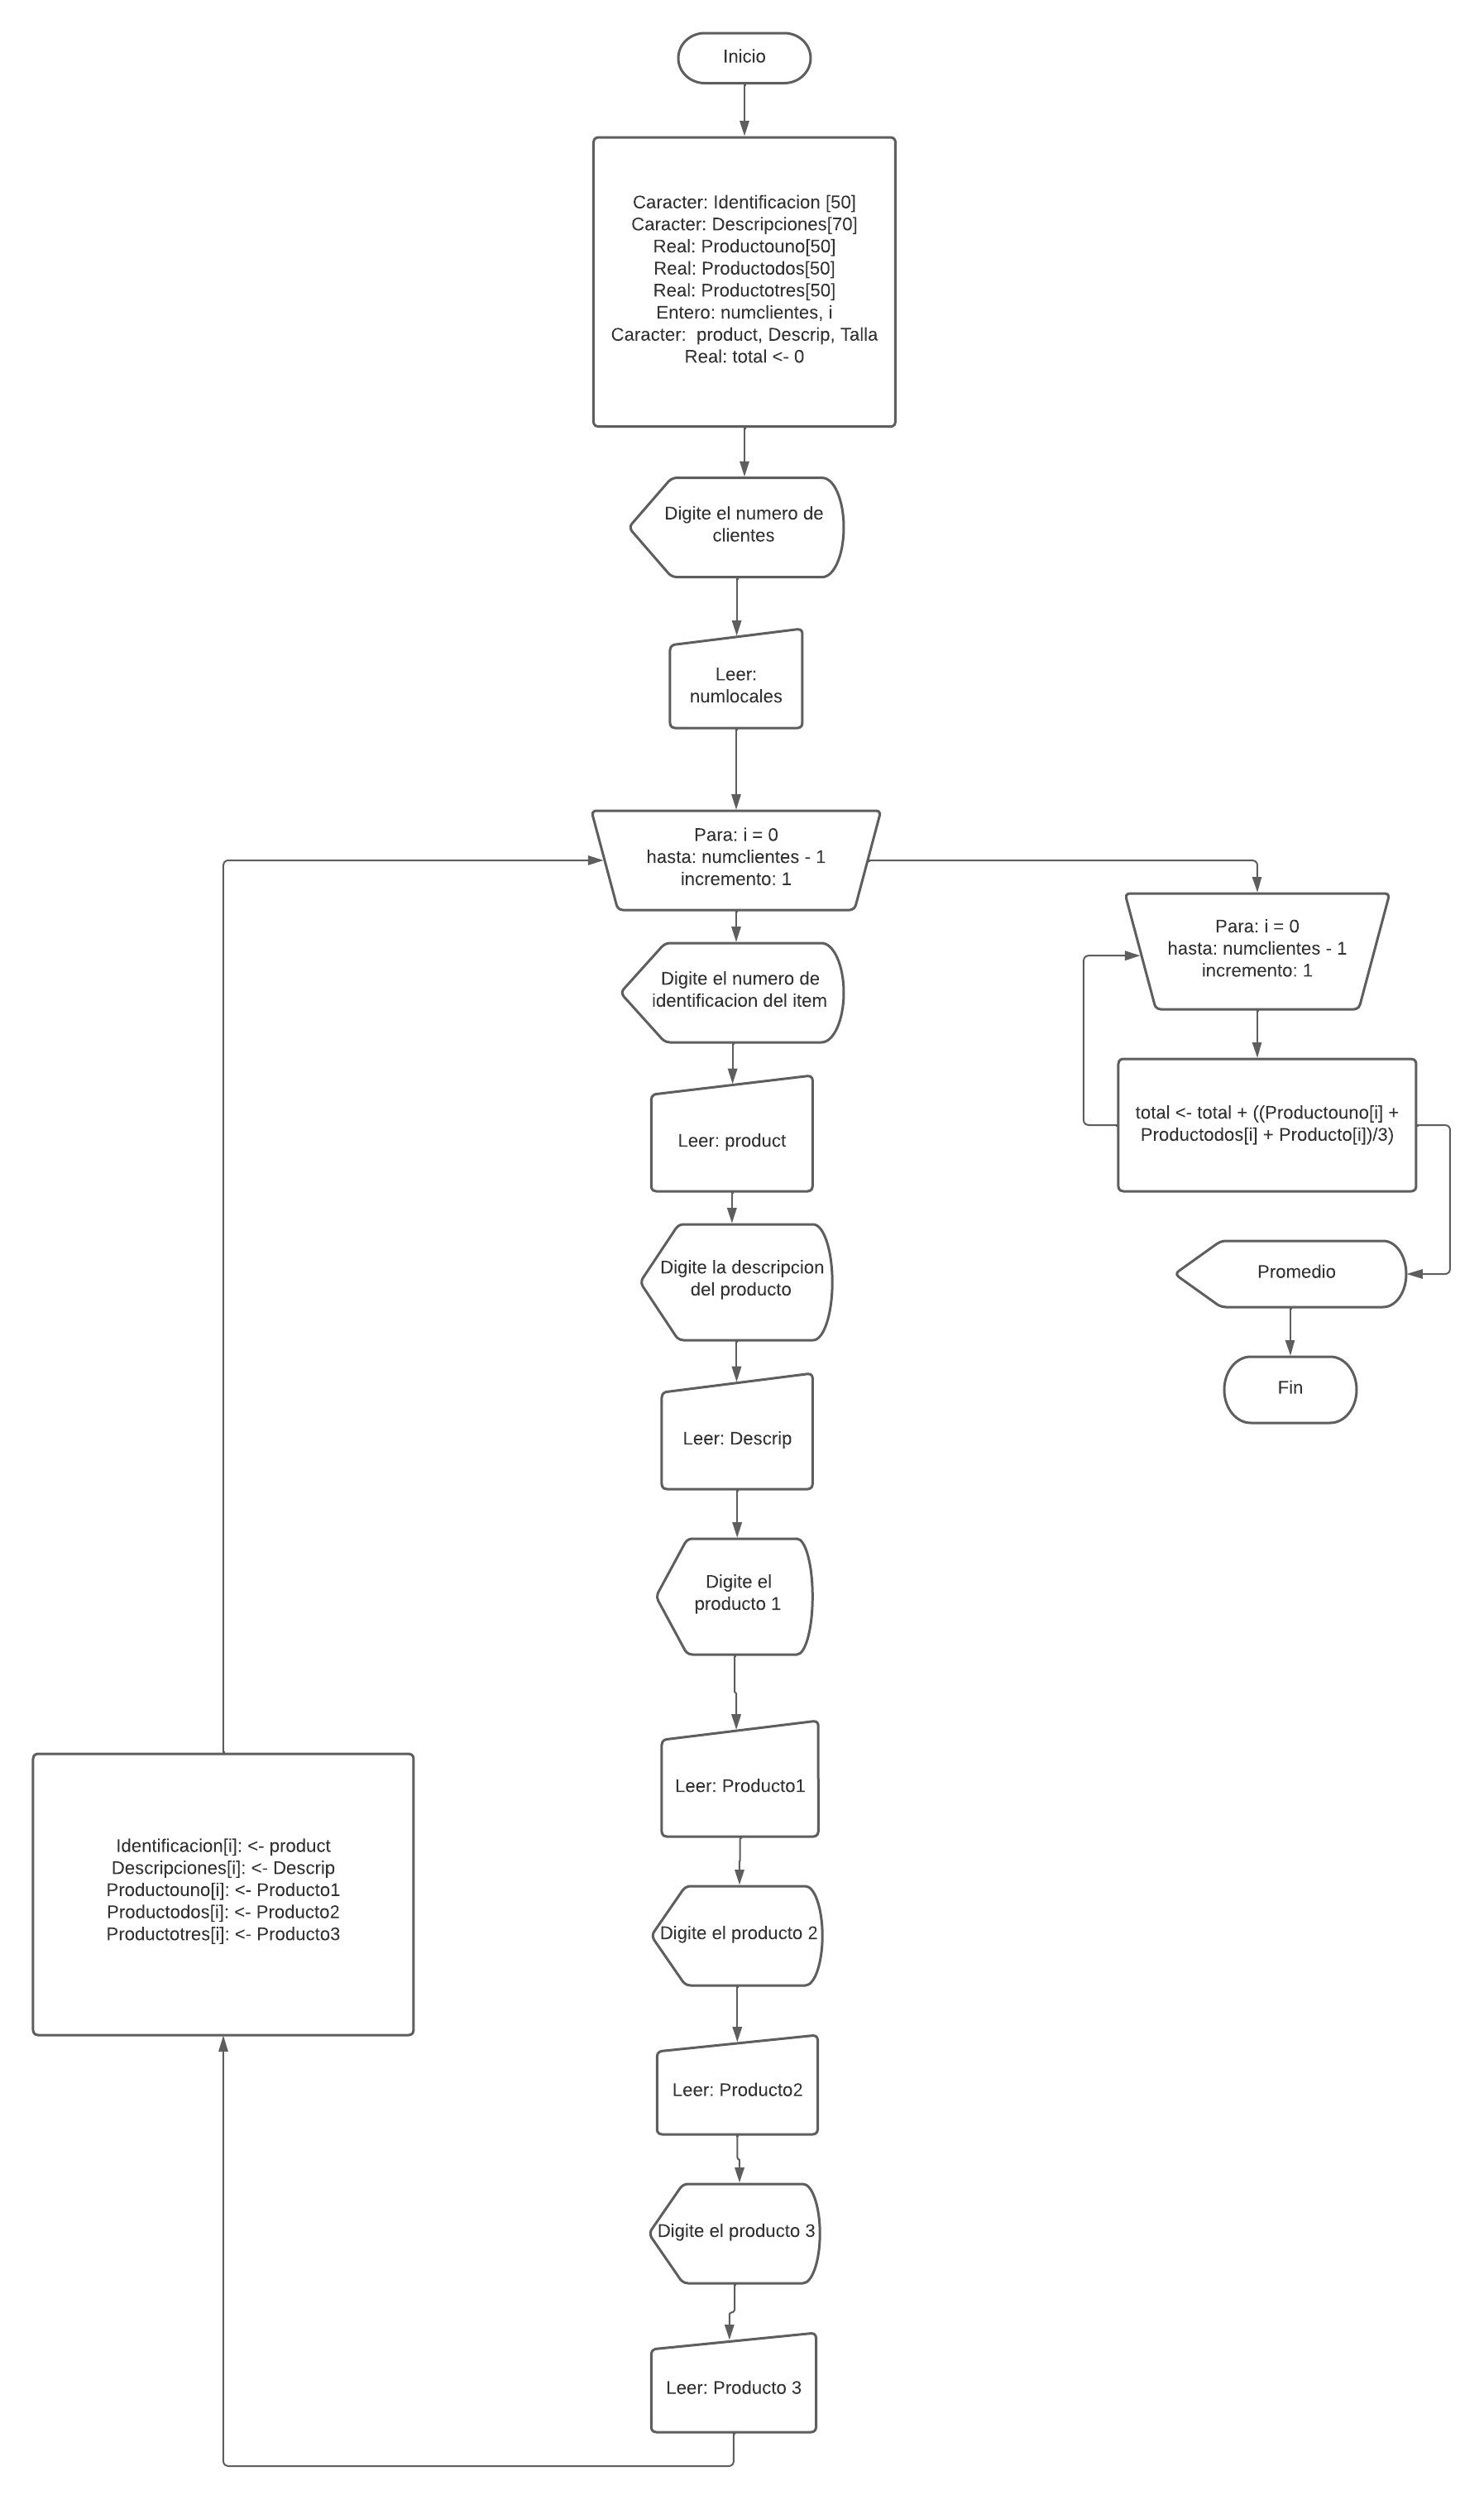 Inicio
Caracter: Identificacion [50]
Caracter: Descripciones[70]
Real: Productouno[50]
Real: Productodos[50]
Real: Productotres[50]
Entero: numclientes, i
Caracter:  product, Descrip, Talla
Real: total <- 0
Digite el numero de
clientes
Leer:
numlocales
Para: i = 0
hasta: numclientes - 1
incremento: 1
Digite el numero de
identificacion del item
Leer: product
Digite la descripcion
del producto
Leer: Descrip
Digite el
producto 1
Leer: Producto1
Digite el producto 2
Leer: Producto2
Digite el producto 3
Leer: Producto 3
Identificacion[i]: <- product
Descripciones[i]: <- Descrip
Productouno[i]: <- Producto1
Productodos[i]: <- Producto2
Productotres[i]: <- Producto3
Para: i = 0
hasta: numclientes - 1
incremento: 1
total <- total + ((Productouno[i] +
Productodos[i] + Producto[i])/3)
Promedio
Fin